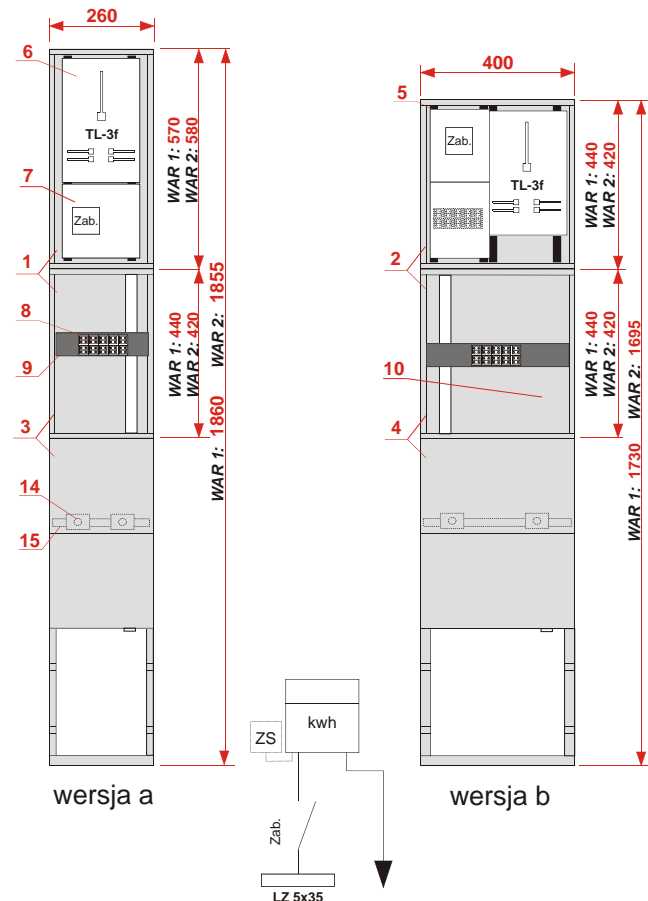 260
6
TL-3f
7
Zab.
WAR 1: 570
WAR 2: 580
1
8
9
WAR 1: 440
WAR 2: 420
WAR 1: 1860 WAR 2: 1855
3
14
15
wersja a
400
5
Zab.
TL-3f
WAR 1: 440
WAR 2: 420
2
10
WAR 1: 440
WAR 2: 420
4
WAR 1: 1730 WAR 2: 1695
wersja b
ZS
kwh
Zab.
LZ 5x35